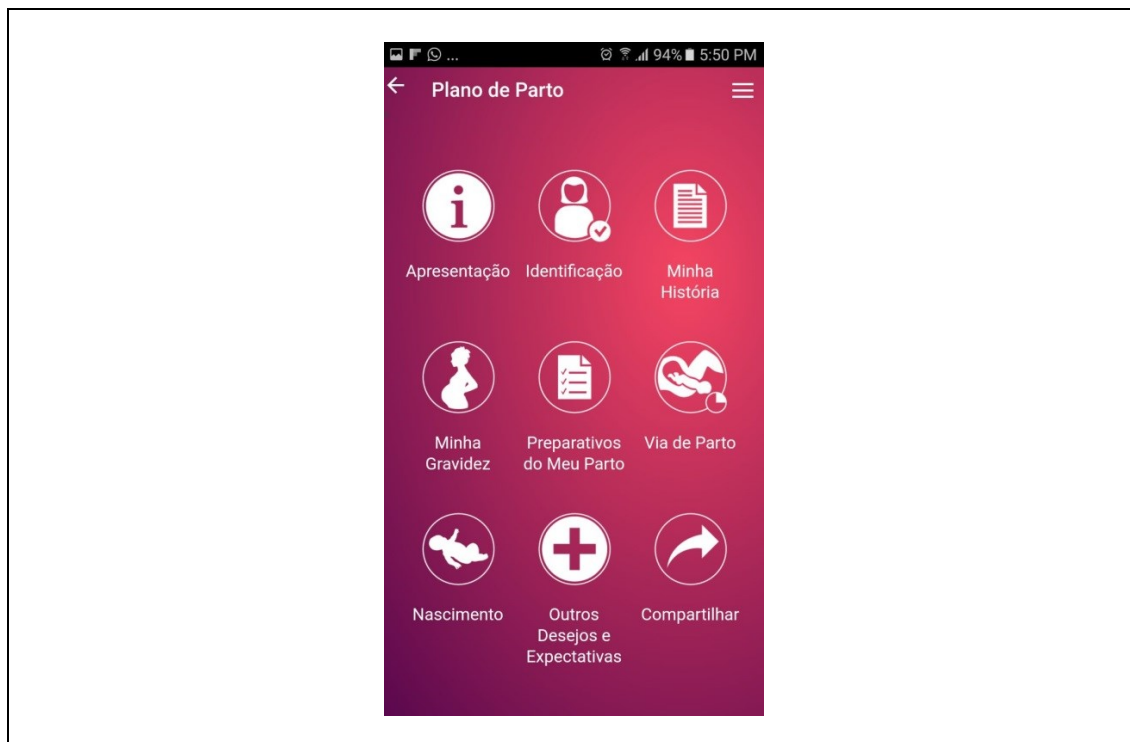 ... 94% 5:50 PM
Plano de Parto
Apresentação Identificação Minha
História
Minha Preparativos Via de Parto
Gravidez do Meu Parto
Nascimento Outros Compartilhar
Desejos e
Expectativas